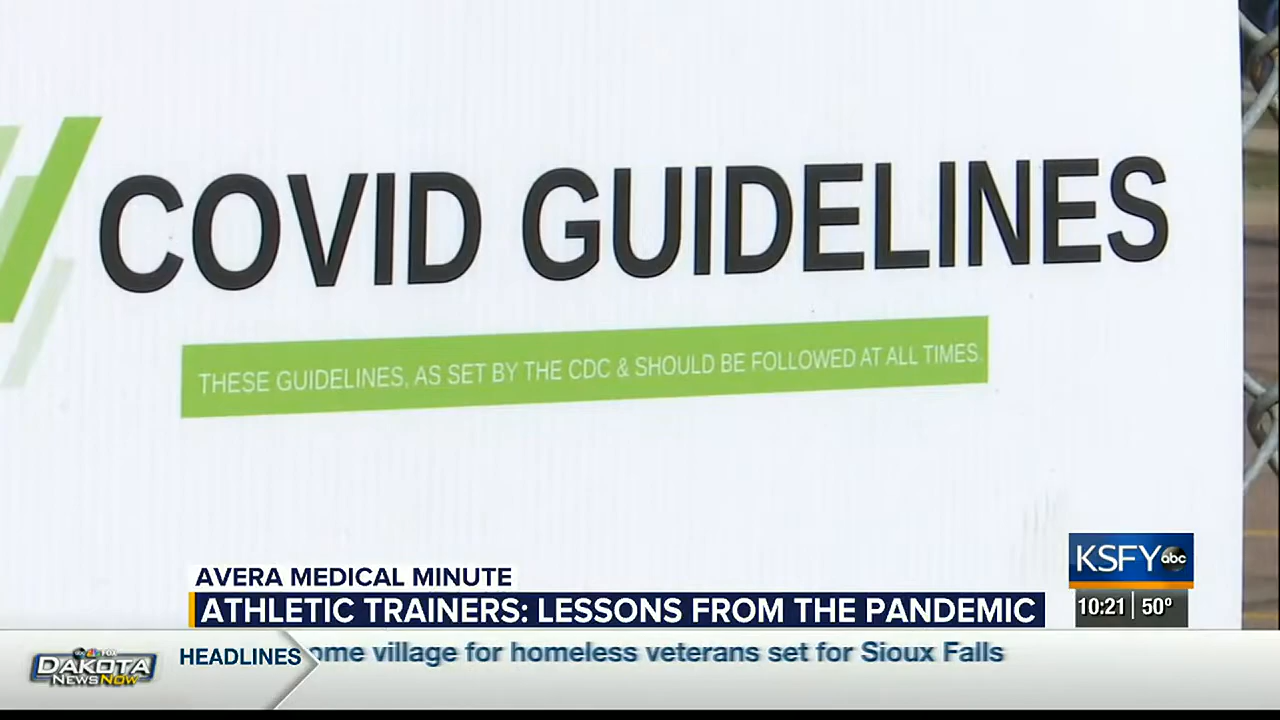 COVID GUIDELINES
THESE GUIDELINES, AS SET BY THE CDC & SHOULD BE FOLLOWED AT ALL TIMES.
AVERA MEDICAL MINUTE
ATHLETIC TRAINERS: LESSONS FROM THE PANDEMIC
KSFY abc
10:21 50º
DAKOTA
NEWS NOW
HEADLINES
village for homeless veterans set for Sioux Falls